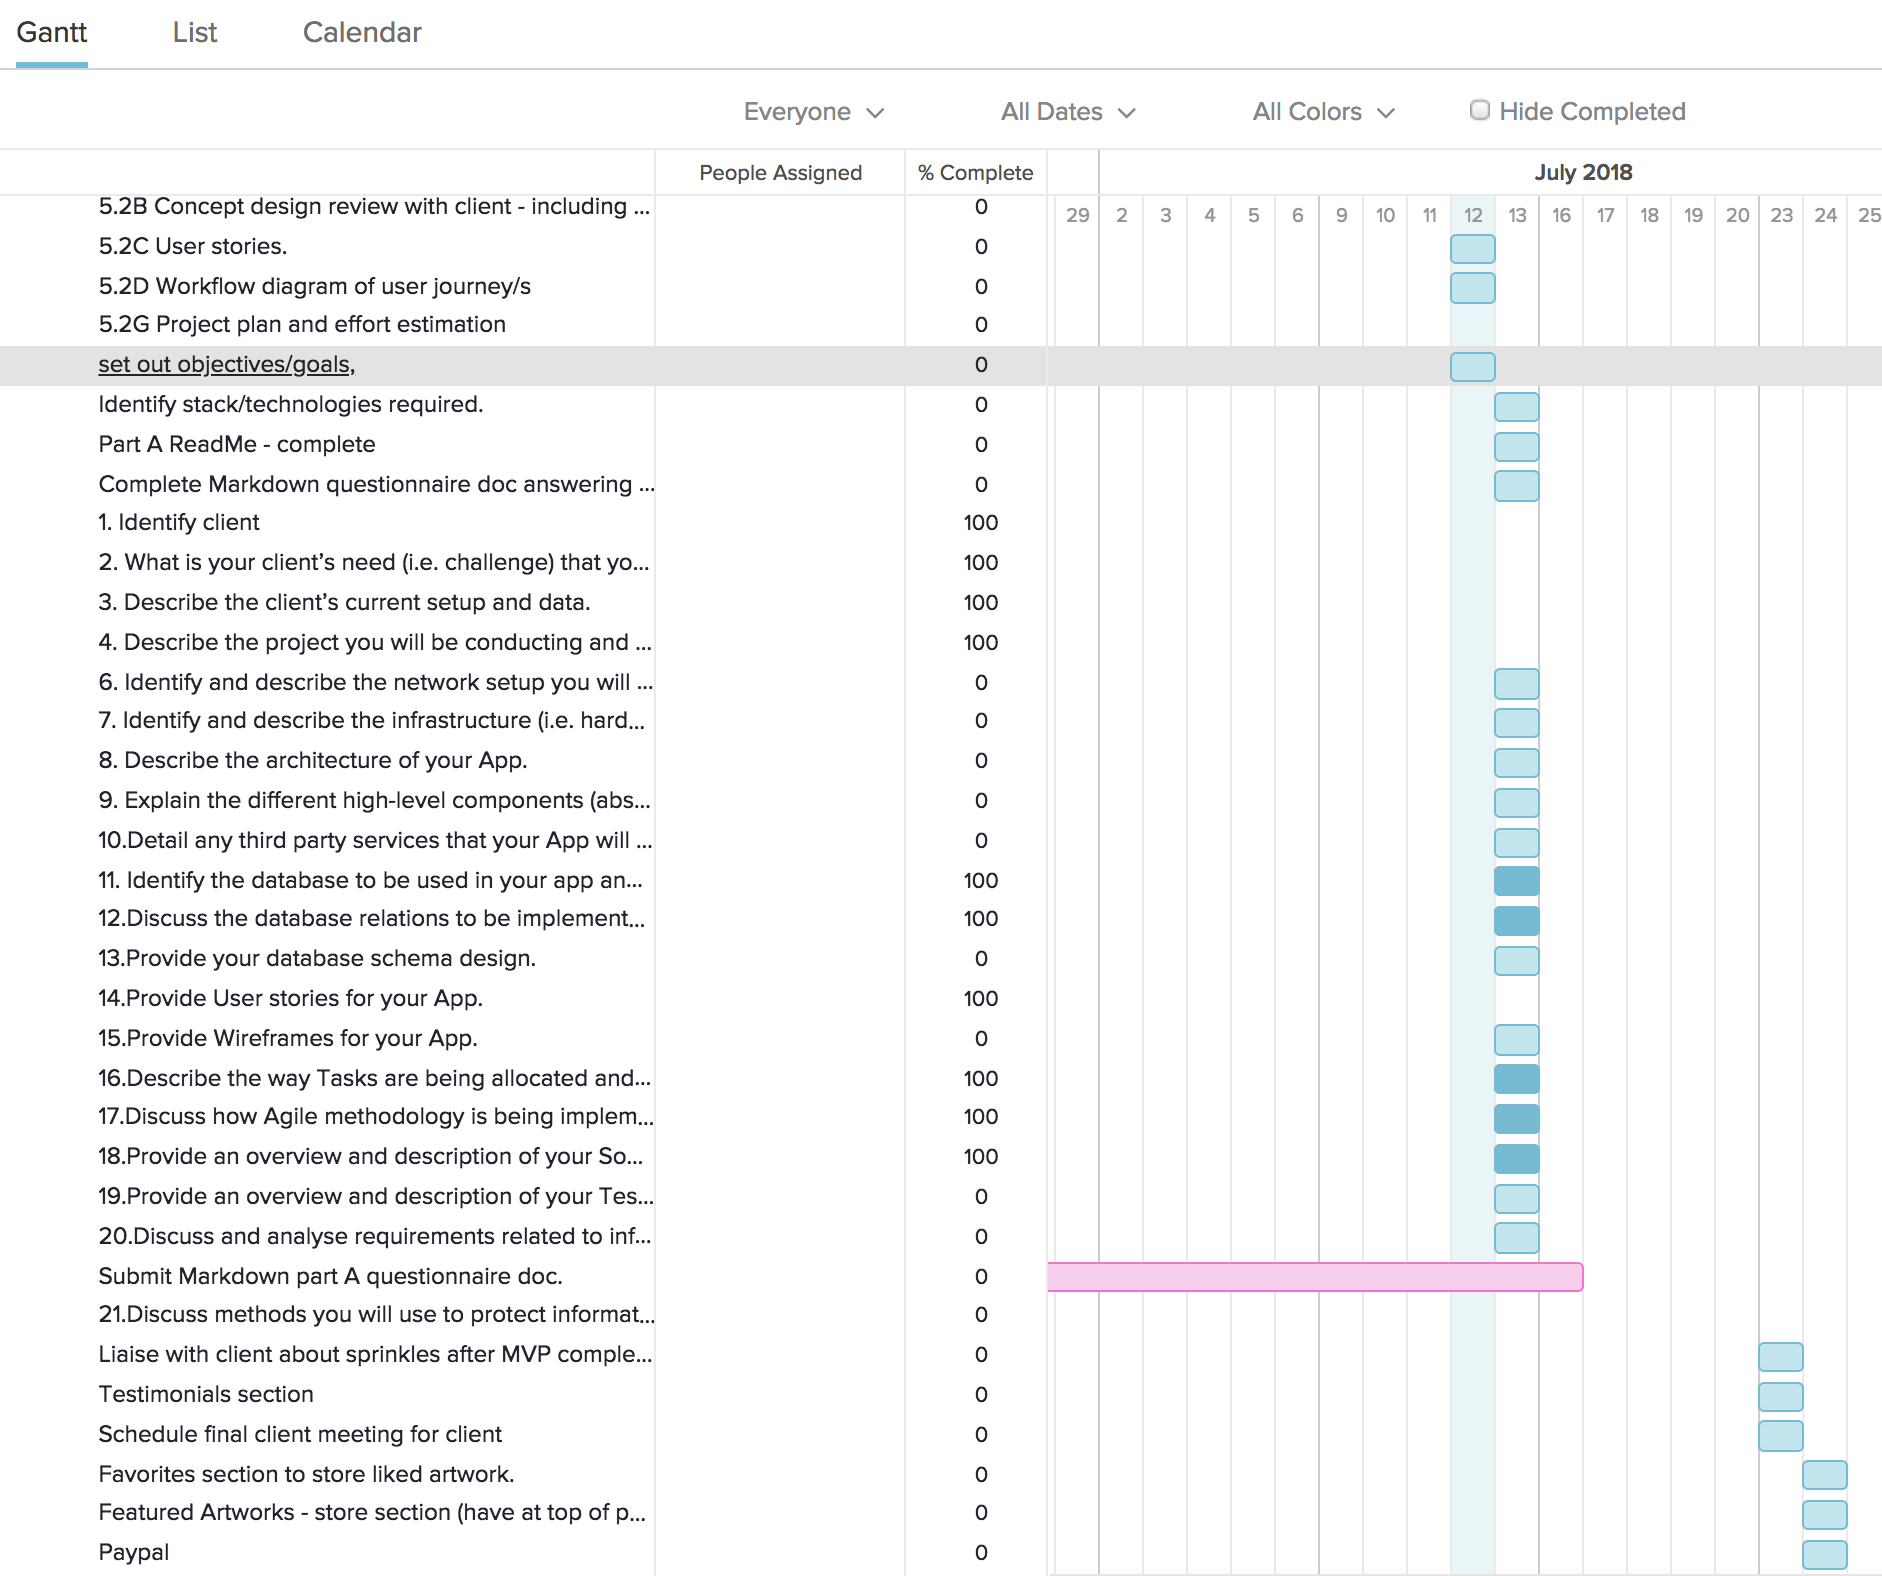 Gantt List Calendar
Everyone All Dates All Colors Hide Completed
People Assigned % Complete July 2018
29 2 3 4 5 6 9 10 11 12 13 16 17 18 19 20 23 24 25
5.2B Concept design review with client - including ... 0
5.2C User stories. 0
5.2D Workflow diagram of user journey/s 0
5.2G Project plan and effort estimation 0
set out objectives/goals, 0
Identify stack/technologies required. 0
Part A ReadMe - complete 0
Complete Markdown questionnaire doc answering ... 0
1. Identify client 100
2. What is your client’s need (i.e. challenge) that yo... 100
3. Describe the client’s current setup and data. 100
4. Describe the project you will be conducting and ... 100
6. Identify and describe the network setup you will ... 0
7. Identify and describe the infrastructure (i.e. hard... 0
8. Describe the architecture of your App. 0
9. Explain the different high-level components (abs... 0
10.Detail any third party services that your App will ... 0
11. Identify the database to be used in your app an... 100
12.Discuss the database relations to be implement... 100
13.Provide your database schema design. 0
14.Provide User stories for your App. 100
15.Provide Wireframes for your App. 0
16.Describe the way Tasks are being allocated and... 100
17.Discuss how Agile methodology is being implem... 100
18.Provide an overview and description of your So... 100
19.Provide an overview and description of your Tes... 0
20.Discuss and analyse requirements related to inf... 0
Submit Markdown part A questionnaire doc. 0
21.Discuss methods you will use to protect informat... 0
Liaise with client about sprinkles after MVP comple... 0
Testimonials section 0
Schedule final client meeting for client 0
Favorites section to store liked artwork. 0
Featured Artworks - store section (have at top of p... 0
Paypal 0